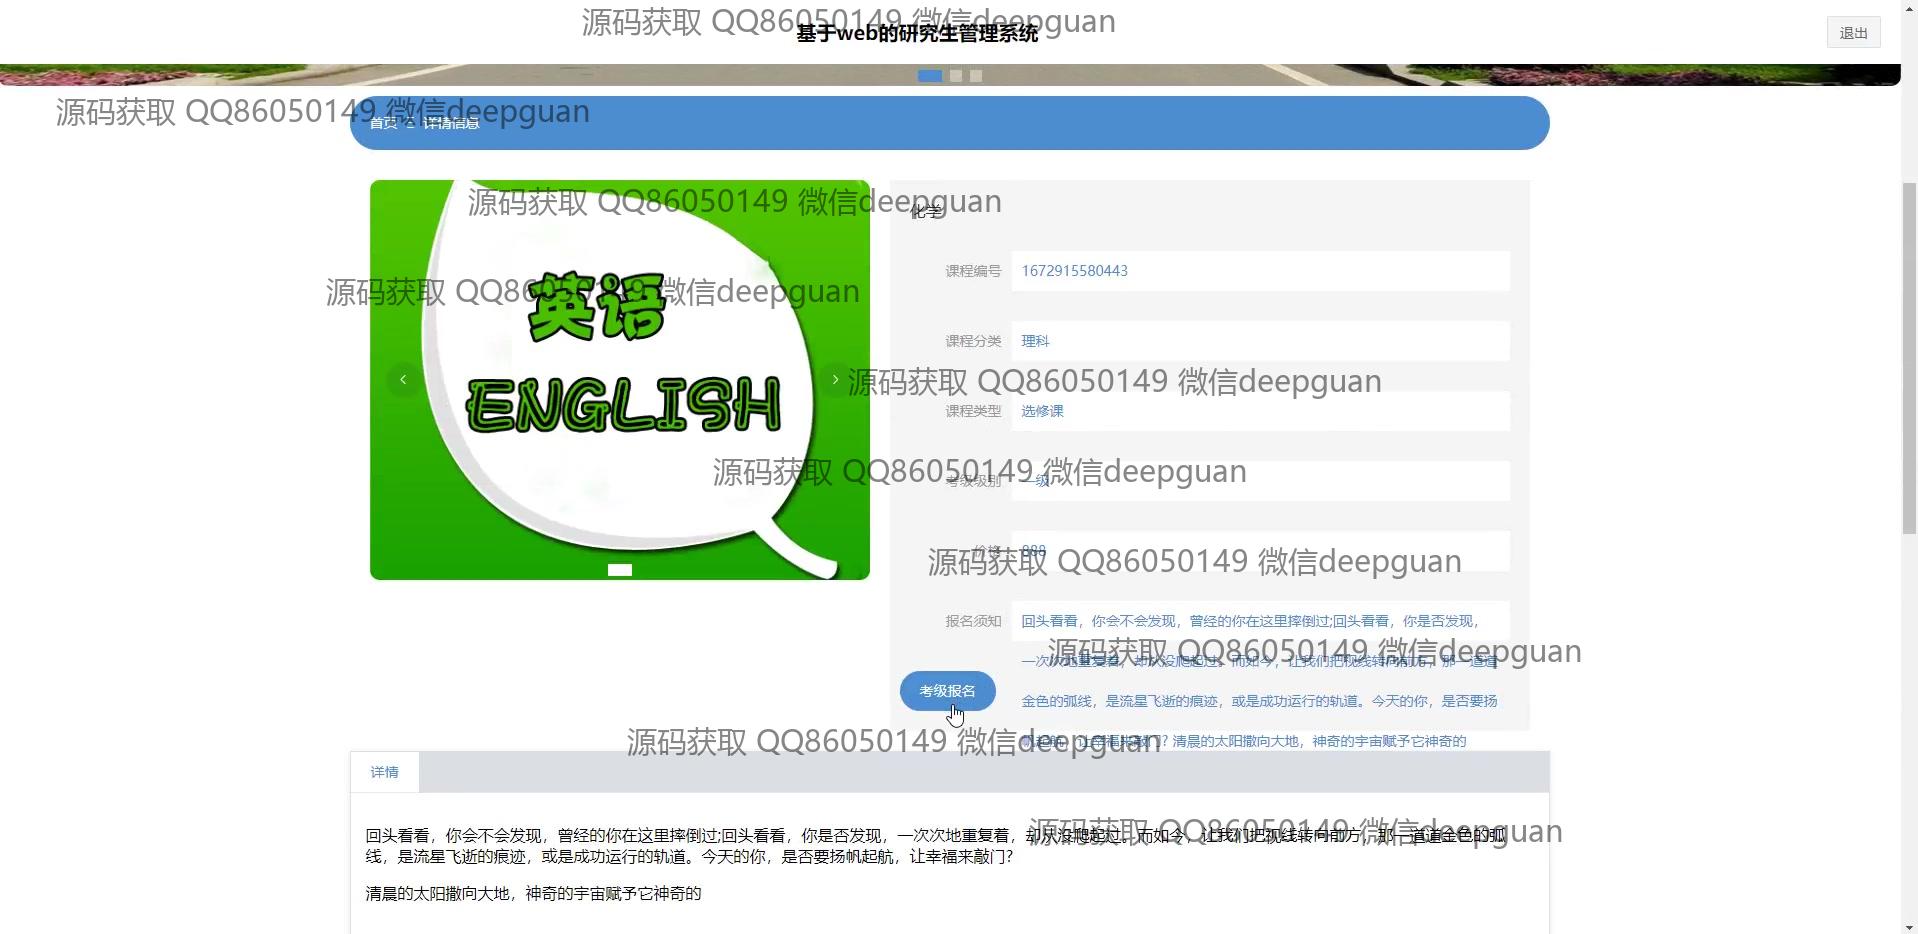 源码获取 QQ86050149 微信deepguan
基于web的研究生管理系统
退出
源码获取 QQ86050149 微信deepguan
首页
详情信息
源码获取 QQ86050149 微信deepguan
化学
源码获取 QQ86050149 微信deepguan
英语
ENGLISH
课程编号 1672915580443
课程分类 理科
源码获取 QQ86050149 微信deepguan
课程类型 选修课
源码获取 QQ86050149 微信deepguan
考级级别 一级
价格 888
源码获取 QQ86050149 微信deepguan
报名须知 回头看看，你会不会发现，曾经的你在这里摔倒过;回头看看，你是否发现，
源码获取 QQ86050149 微信deepguan
一次次地重复着，却从没爬起过。而如今，让我们把视线转向前方，那一道道
考级报名
金色的弧线，是流星飞逝的痕迹，或是成功运行的轨道。今天的你，是否要扬
源码获取 QQ86050149 微信deepguan
帆起航，让幸福来敲门? 清晨的太阳撒向大地，神奇的宇宙赋予它神奇的
详情
源码获取 QQ86050149 微信deepguan
回头看看，你会不会发现，曾经的你在这里摔倒过;回头看看，你是否发现，一次次地重复着，却从没爬起过。而如今，让我们把视线转向前方，那一道道金色的弧
线，是流星飞逝的痕迹，或是成功运行的轨道。今天的你，是否要扬帆起航，让幸福来敲门?
清晨的太阳撒向大地，神奇的宇宙赋予它神奇的